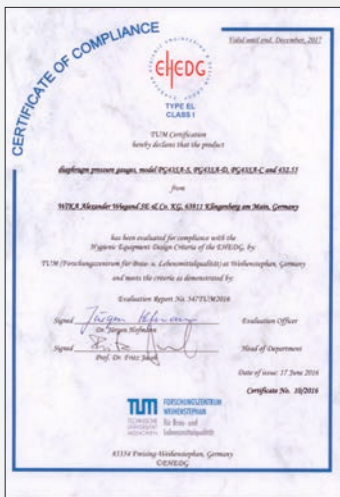 CERTIFICATE OF COMPLIANCE
Valid until end. December, 2017
EHEDG
TYPE EL
CLASS I
TUM Certification
hereby declares that the product
diaphragm pressure gauges, model PG43SA-S, PG43SA-D, PG43SA-C and 432.53
from
WIKA Alexander Wiegand SE & Co. KG, 63911 Klingenberg am Main, Germany
has been evaluated for compliance with the
Hygienic Equipment Design Criteria of the EHEDG, by:
TUM (Forschungszentrum für Brau- u. Lebensmittelqualität) at Weihenstephan, Germany
and meets the criteria as demonstrated by:
Evaluation Report No. 547TUM2016
Signed Evaluation Officer
Dr. Jürgen Hofmann
Signed Head of Department
Prof. Dr. Fritz Jacob
Date of issue: 17 June 2016
Certificate No. 10/2016
TUM
TECHNISCHE
UNIVERSITÄT
MÜNCHEN
FORSCHUNGSZENTRUM
WEIHENSTEPHAN
für Brau- und
Lebensmittelqualität
85354 Freising-Weihenstephan, Germany
©EHEDG